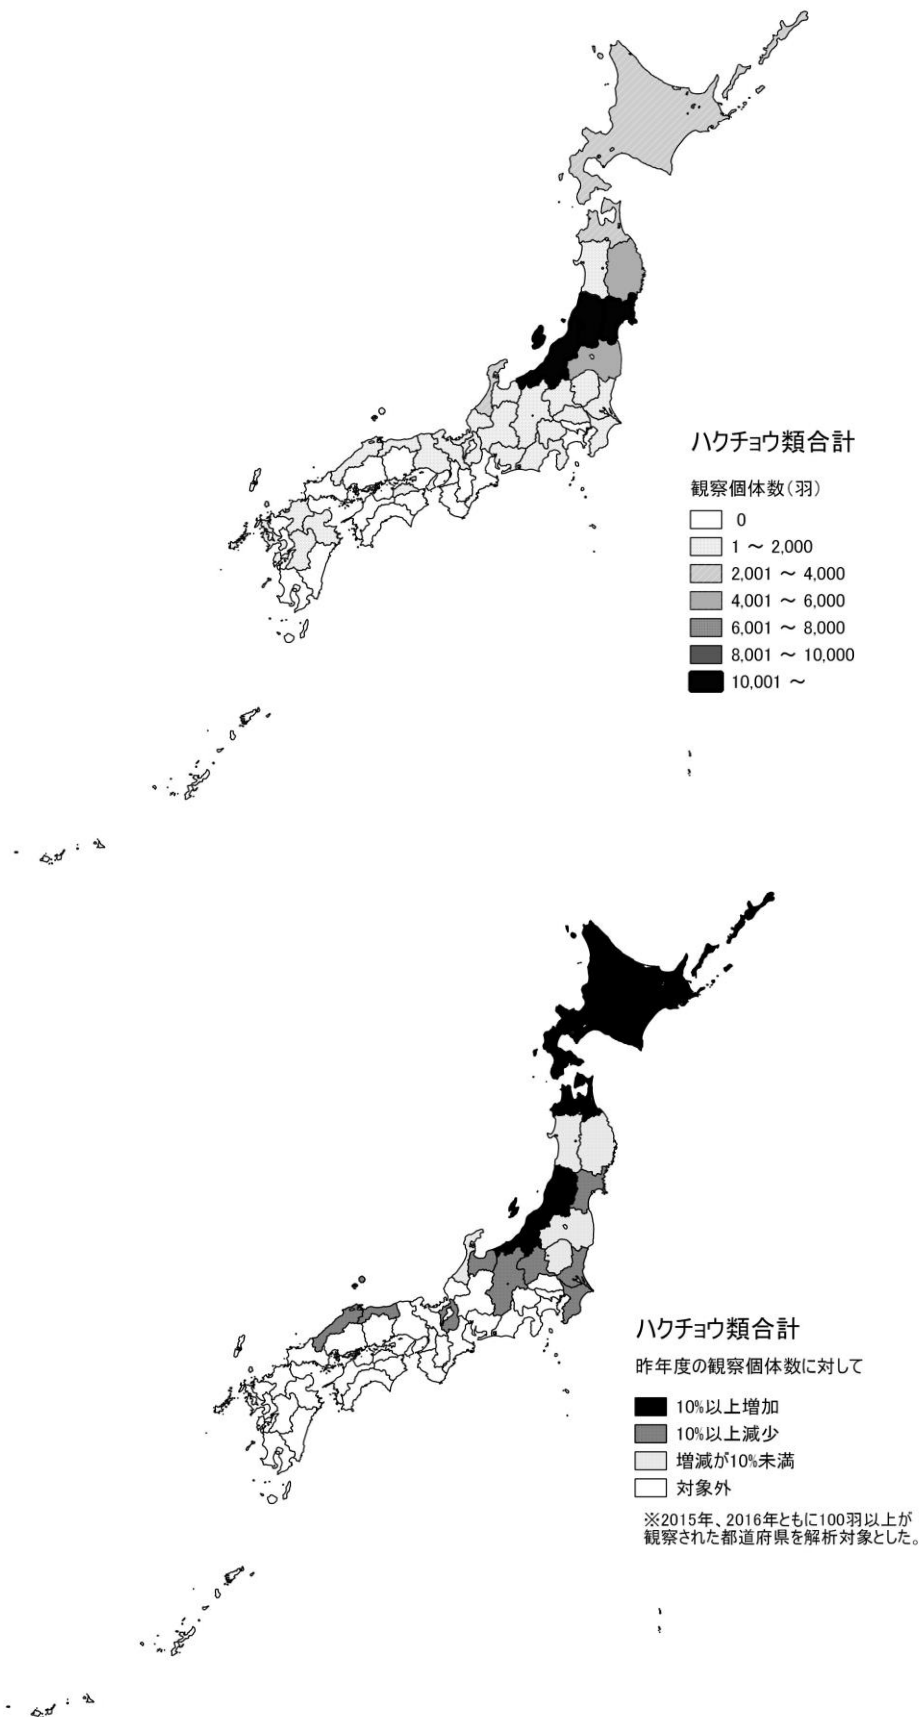 ハクチョウ類合計
観察個体数(羽)
0
1 ～ 2,000
2,001 ～ 4,000
4,001 ～ 6,000
6,001 ～ 8,000
8,001 ～ 10,000
10,001 ～
ハクチョウ類合計
昨年度の観察個体数に対して
10%以上増加
10%以上減少
増減が10%未満
対象外
※2015年、2016年ともに100羽以上が
観察された都道府県を解析対象とした。